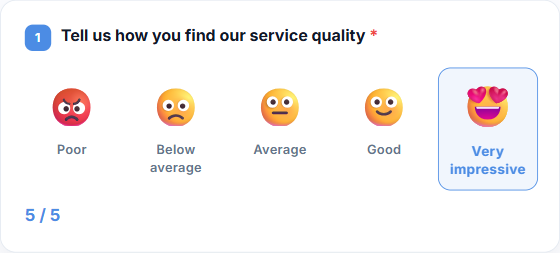 1 Tell us how you find our service quality *
Poor
Below
average
Average
Good
Very
impressive
5 / 5